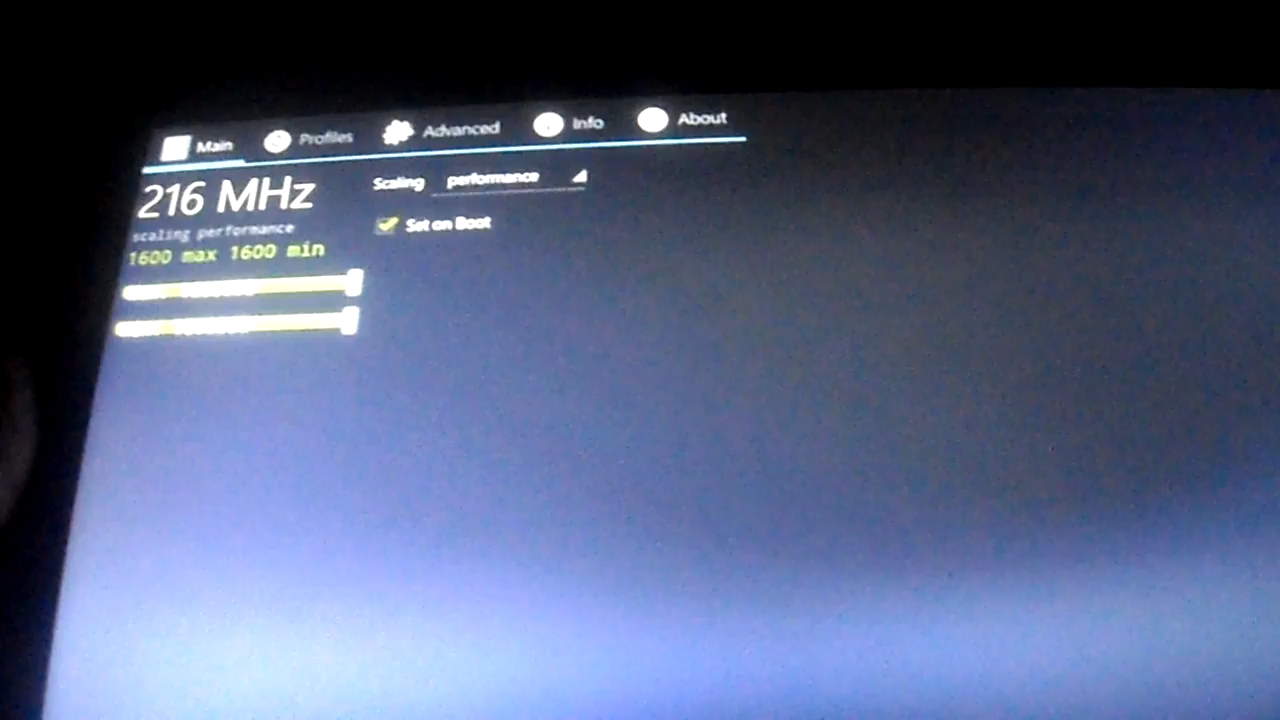 Main Profiles Advanced Info About
216 MHz
Scaling performance
scaling performance
Set on Boot
1600 max 1600 min